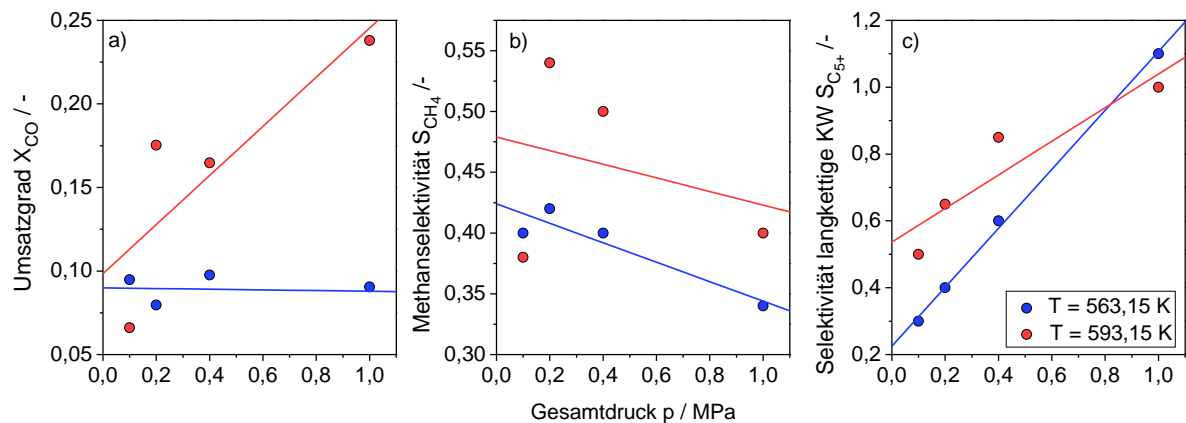 a)
Umsatzgrad X_CO / -
0,25
0,20
0,15
0,10
0,05
0,0 0,2 0,4 0,6 0,8 1,0
b)
Methanselektivität S_CH4 /-
0,55
0,50
0,45
0,40
0,35
0,30
0,0 0,2 0,4 0,6 0,8 1,0
Gesamtdruck p / MPa
c)
Selektivität langkettige KW S_C5+ /-
1,2
1,0
0,8
0,6
0,4
0,2
0,0 0,2 0,4 0,6 0,8 1,0
T = 563,15 K
T = 593,15 K